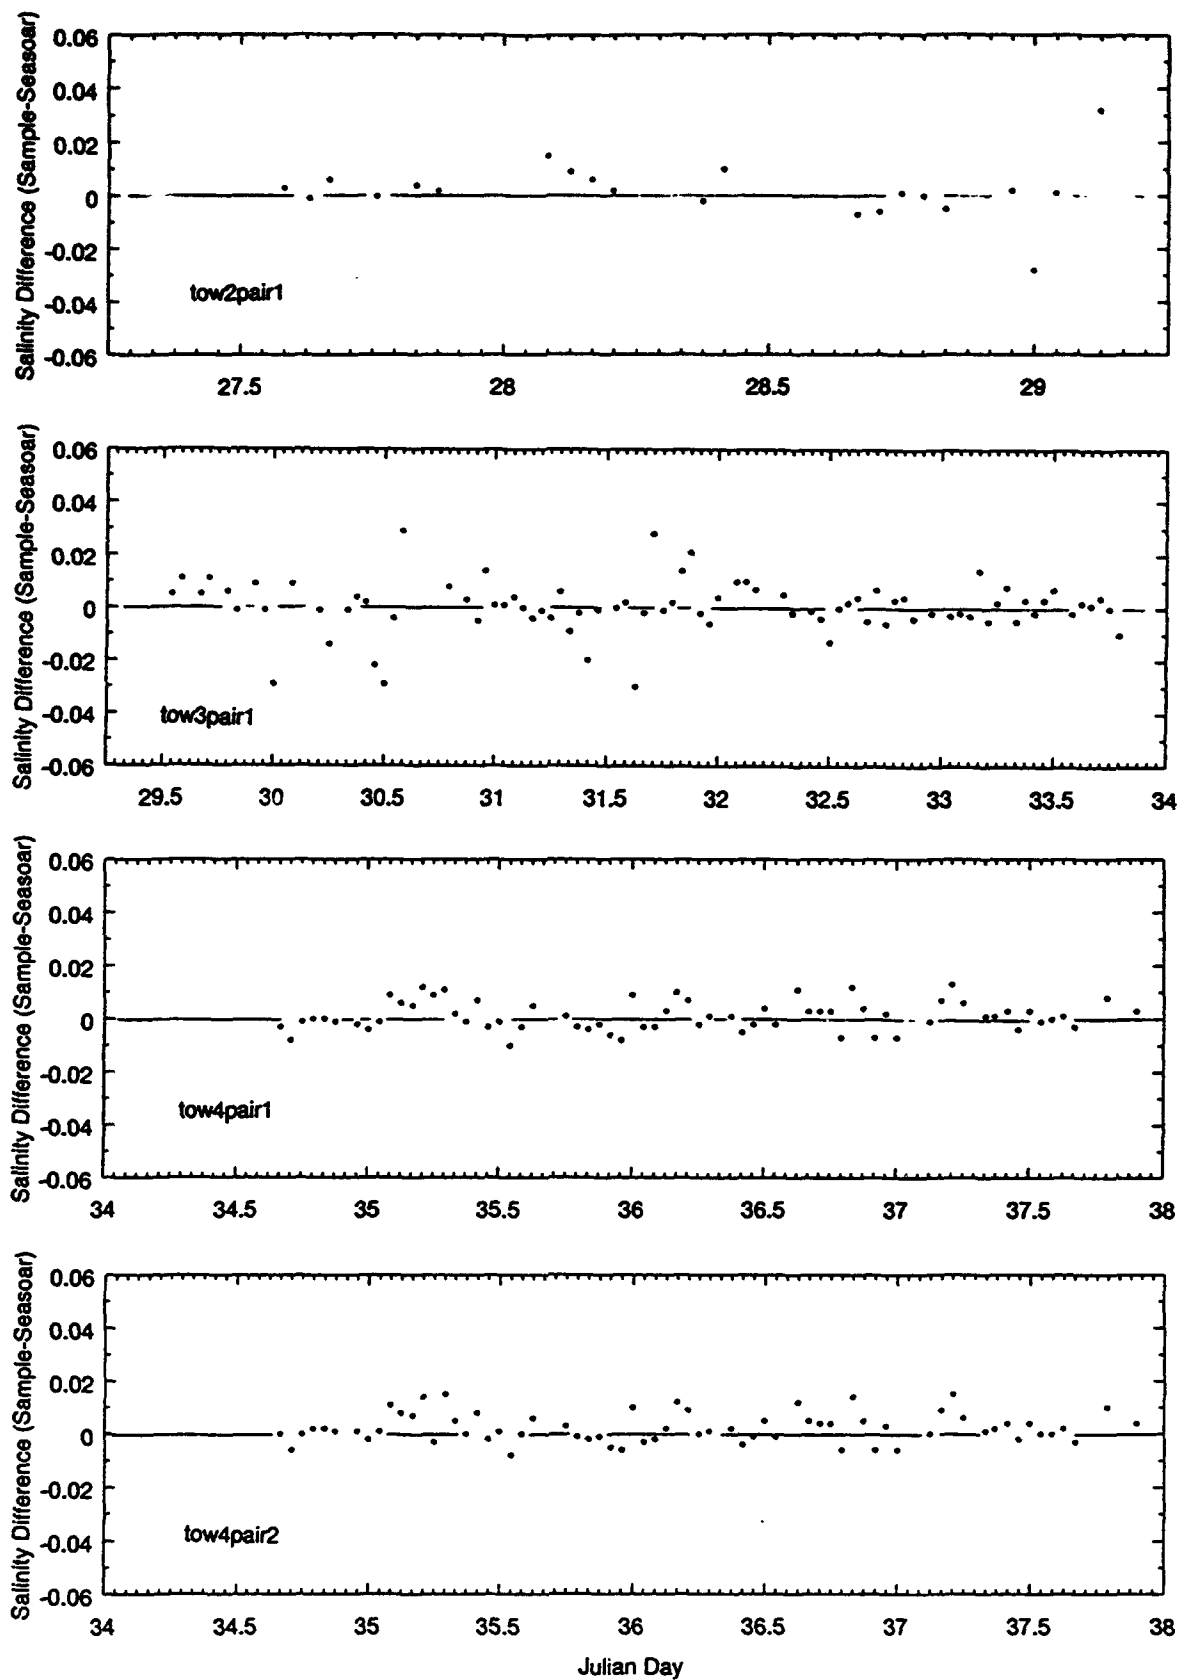 Salinity Difference (Sample-Seasoar)
0.06
0.04
0.02
0
-0.02
-0.04
-0.06
tow2pair1
27.5 28 28.5 29
Salinity Difference (Sample-Seasoar)
0.06
0.04
0.02
0
-0.02
-0.04
-0.06
tow3pair1
29.5 30 30.5 31 31.5 32 32.5 33 33.5 34
Salinity Difference (Sample-Seasoar)
0.06
0.04
0.02
0
-0.02
-0.04
-0.06
tow4pair1
34 34.5 35 35.5 36 36.5 37 37.5 38
Salinity Difference (Sample-Seasoar)
0.06
0.04
0.02
0
-0.02
-0.04
-0.06
tow4pair2
34 34.5 35 35.5 36 36.5 37 37.5 38
Julian Day